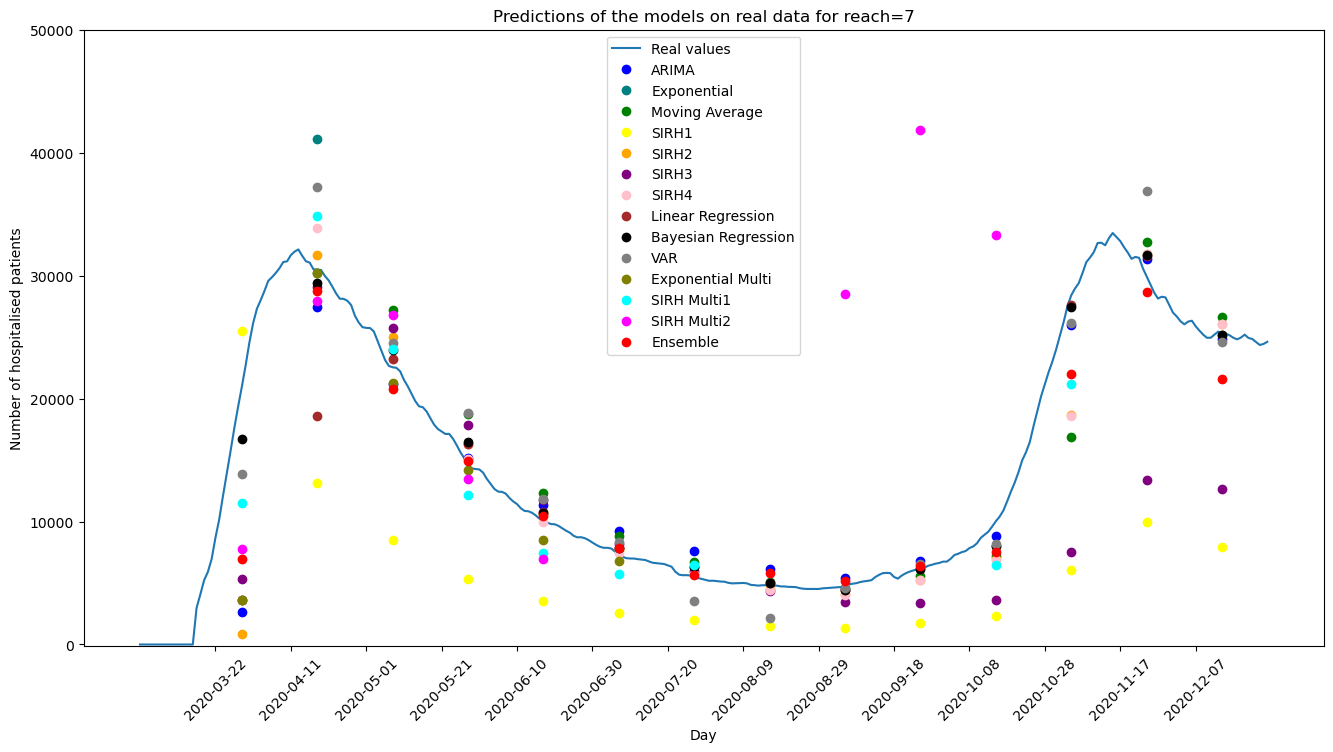 Predictions of the models on real data for reach=7
50000
40000
30000
20000
10000
0
Number of hospitalised patients
Real values
ARIMA
Exponential
Moving Average
SIRH1
SIRH2
SIRH3
SIRH4
Linear Regression
Bayesian Regression
VAR
Exponential Multi
SIRH Multi1
SIRH Multi2
Ensemble
2020-03-22
2020-04-11
2020-05-01
2020-05-21
2020-06-10
2020-06-30
2020-07-20
2020-08-09
2020-08-29
2020-09-18
2020-10-08
2020-10-28
2020-11-17
2020-12-07
Day